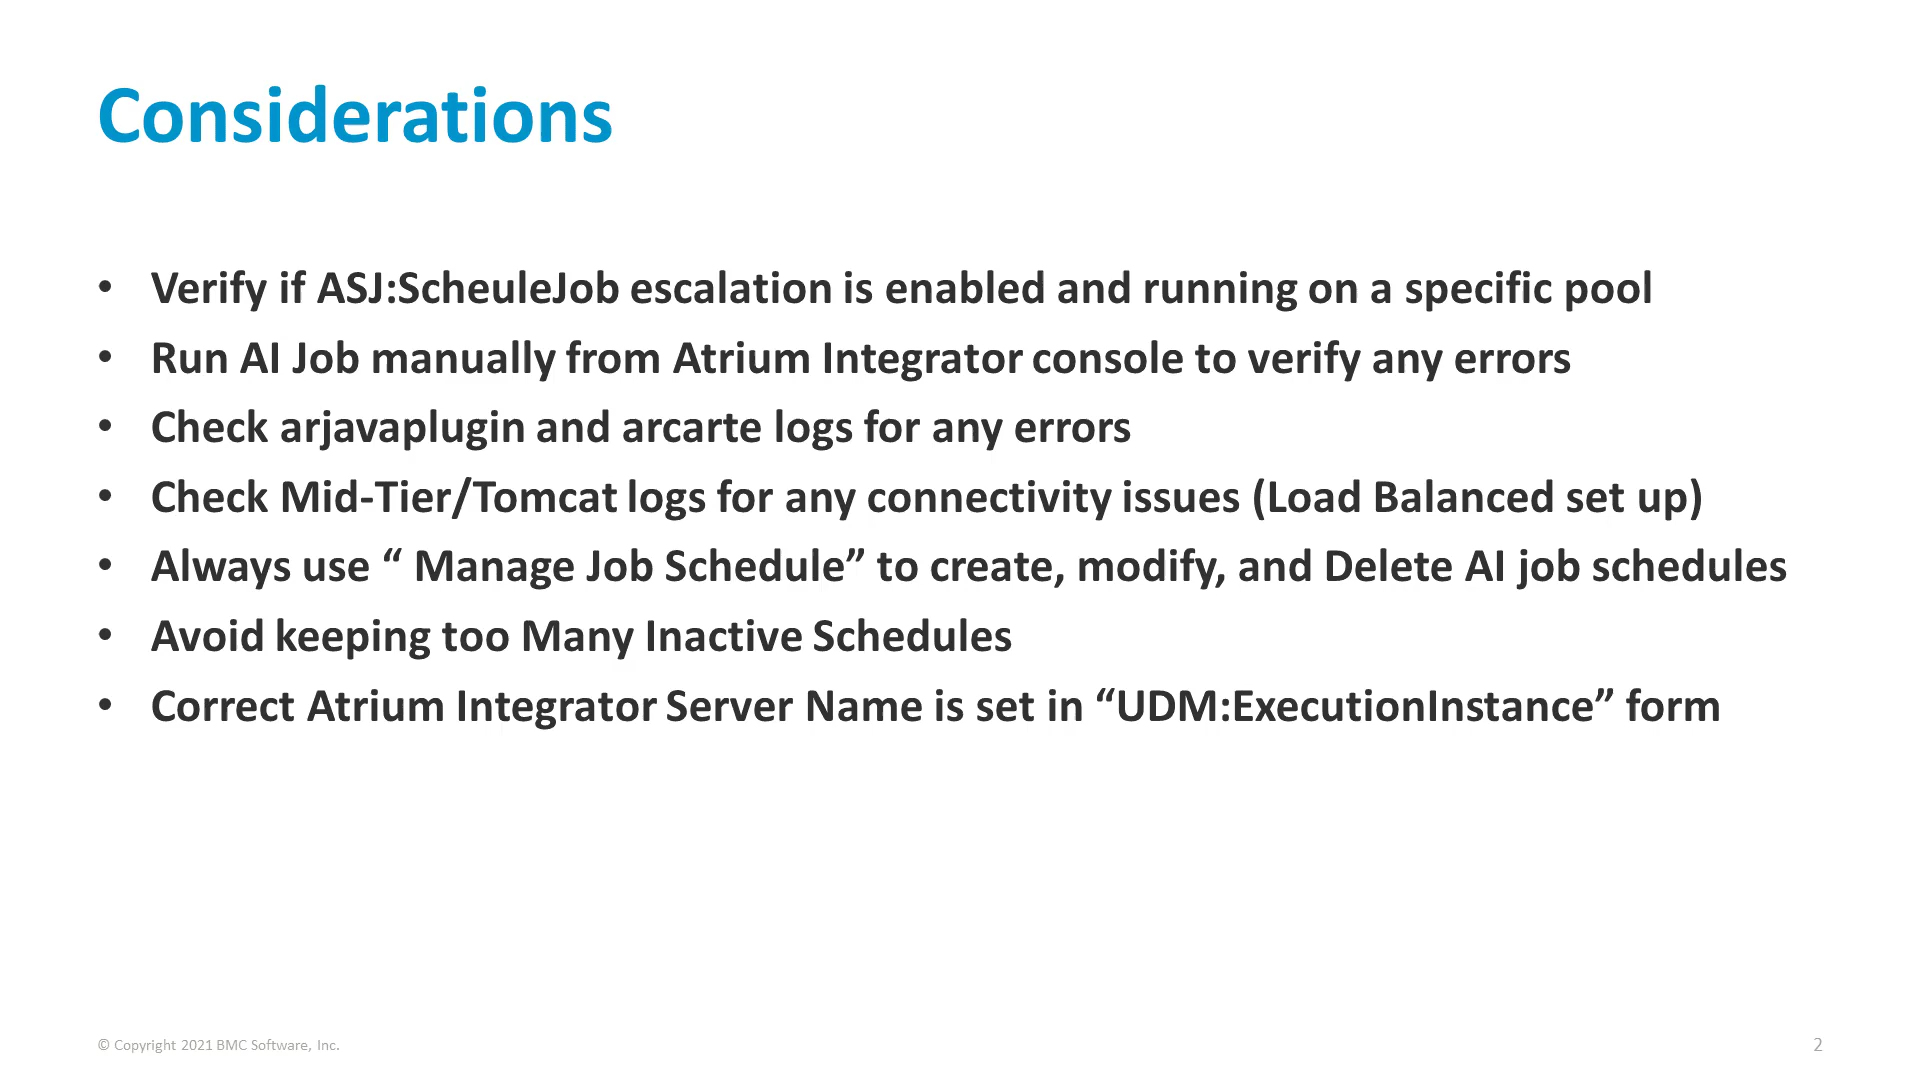 Considerations
• Verify if ASJ:ScheuleJob escalation is enabled and running on a specific pool
• Run AI Job manually from Atrium Integrator console to verify any errors
• Check arjavaplugin and arcarte logs for any errors
• Check Mid-Tier/Tomcat logs for any connectivity issues (Load Balanced set up)
• Always use “ Manage Job Schedule” to create, modify, and Delete AI job schedules
• Avoid keeping too Many Inactive Schedules
• Correct Atrium Integrator Server Name is set in “UDM:ExecutionInstance” form
© Copyright 2021 BMC Software, Inc.
2